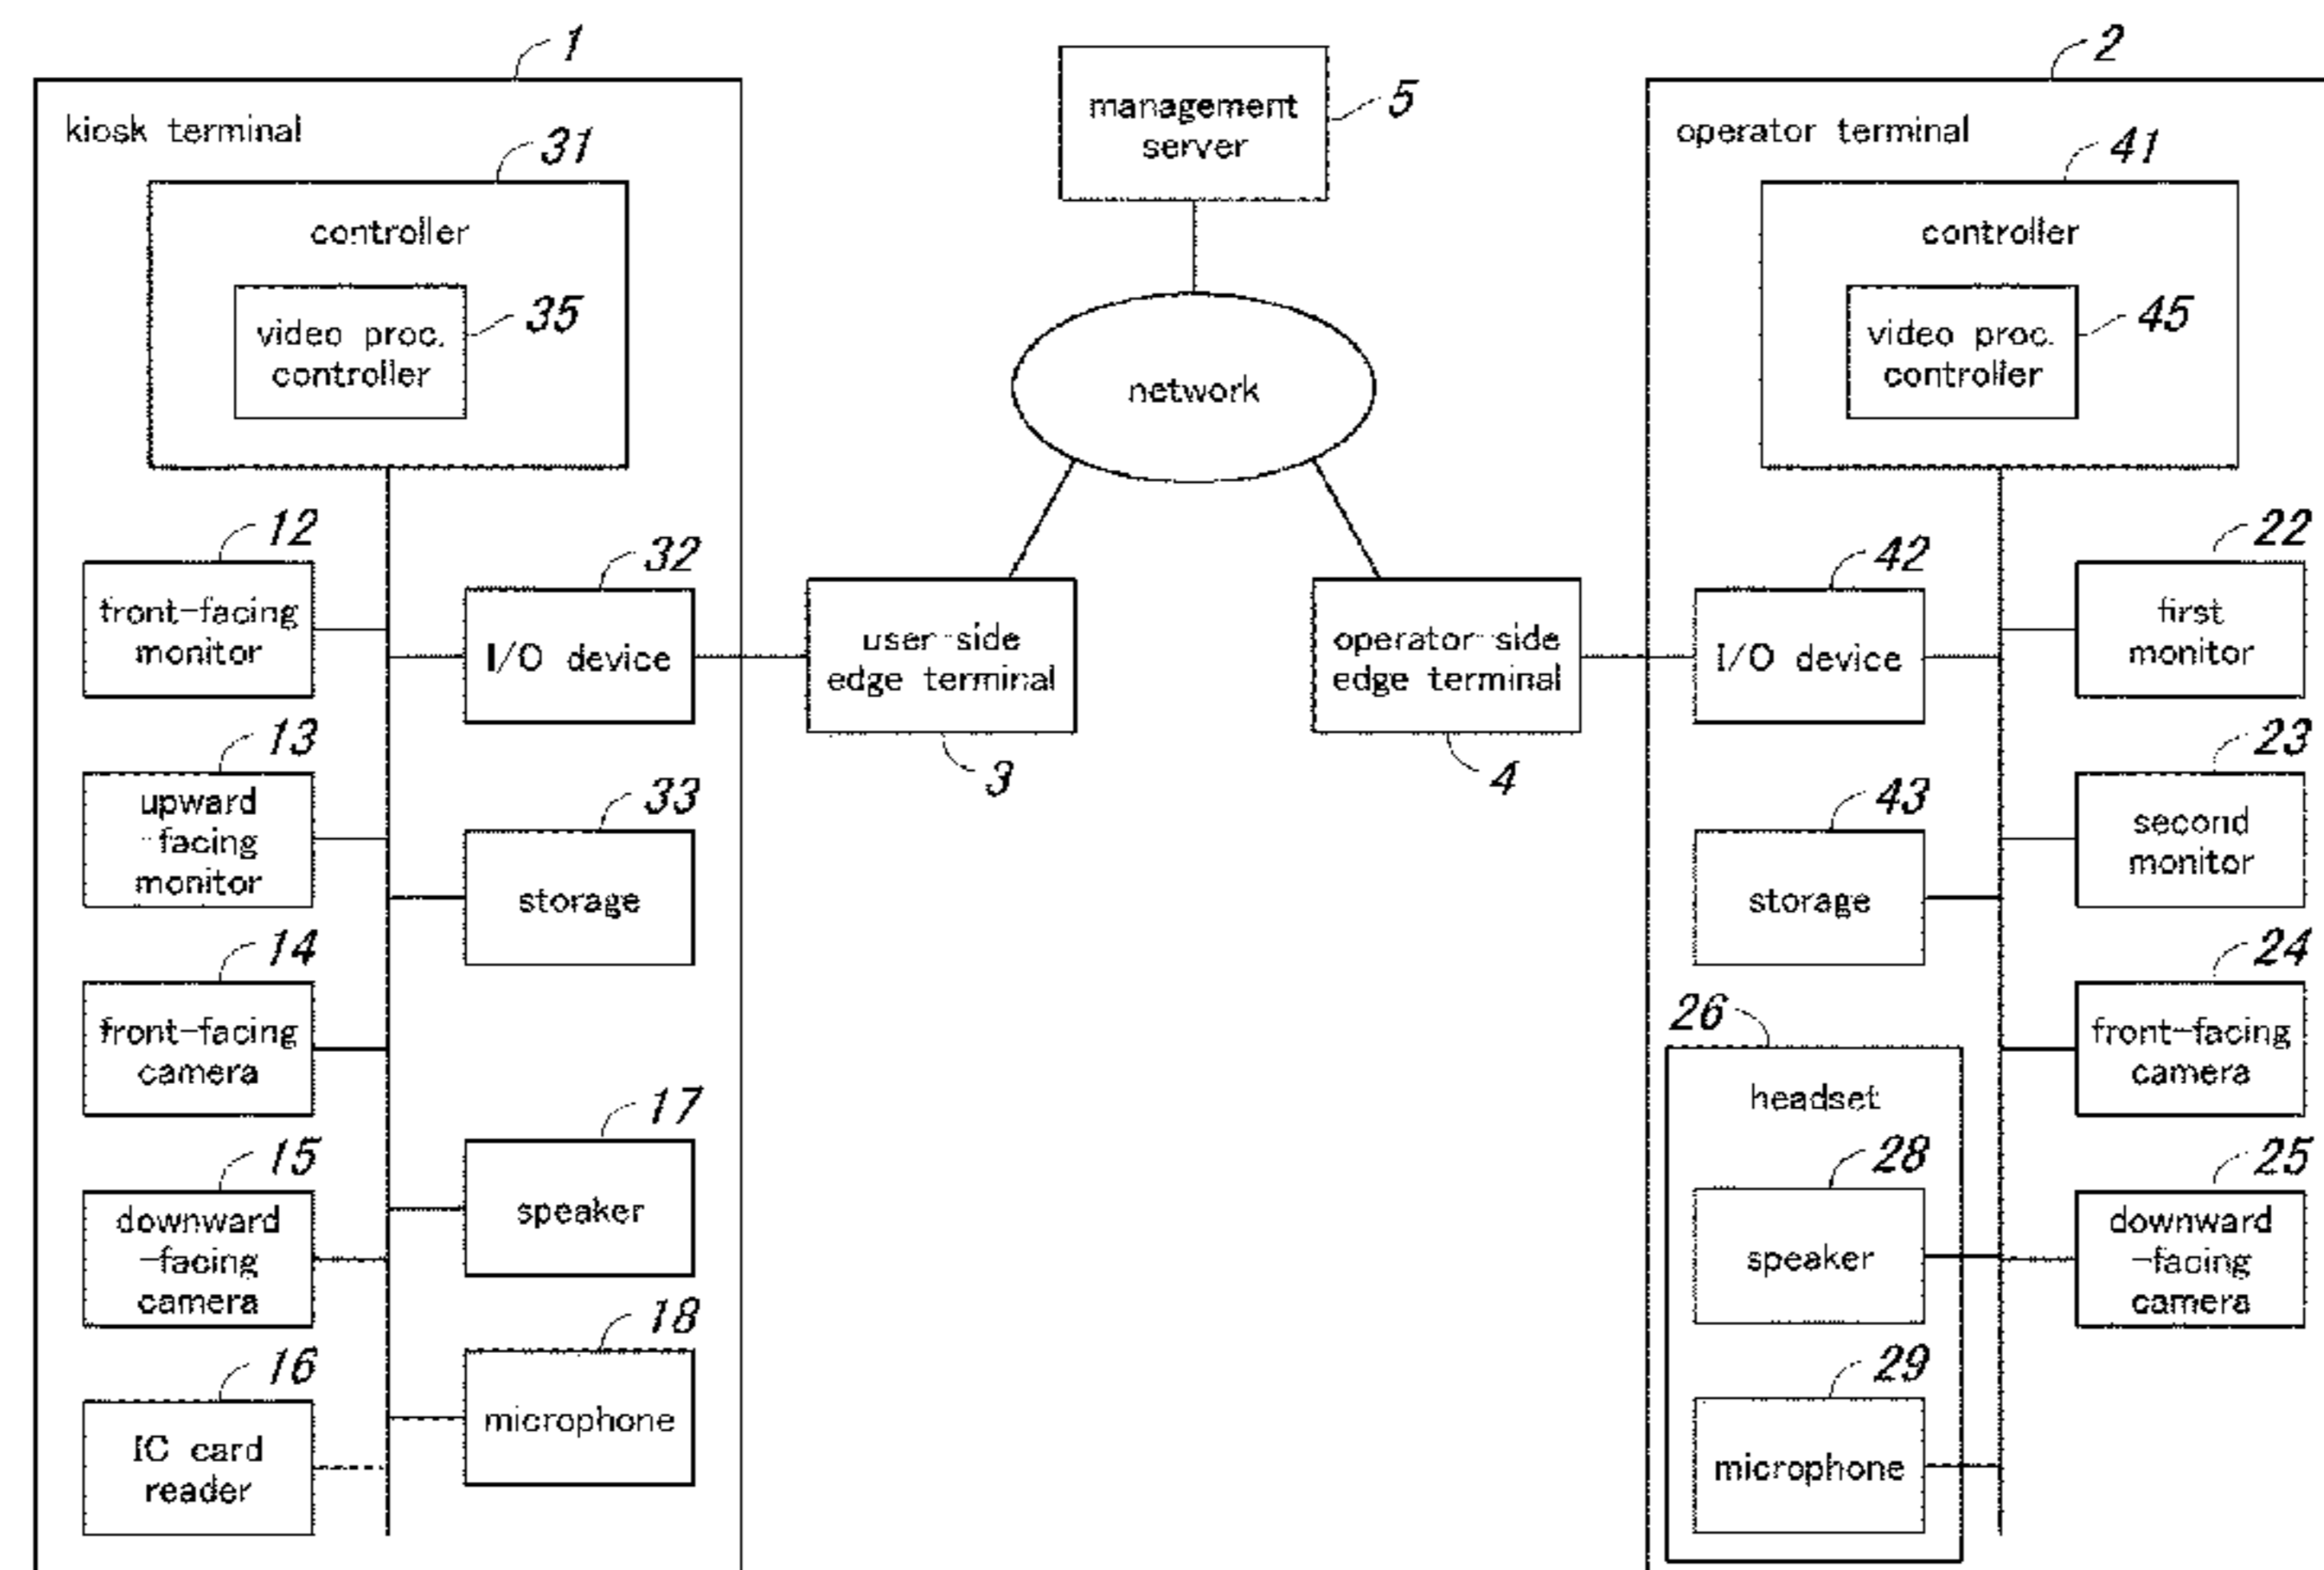 1
kiosk terminal
31
controller
35
video proc.
controller
12
front-facing
monitor
32
I/O device
13
upward
-facing
monitor
33
storage
14
front-facing
camera
15
downward
-facing
camera
17
speaker
16
IC card
reader
18
microphone
management
server
5
network
user-side
edge terminal
3
operator-side
edge terminal
4
2
operator terminal
41
controller
45
video proc.
controller
42
I/O device
22
first
monitor
43
storage
23
second
monitor
26
headset
24
front-facing
camera
28
speaker
25
downward
-facing
camera
29
microphone